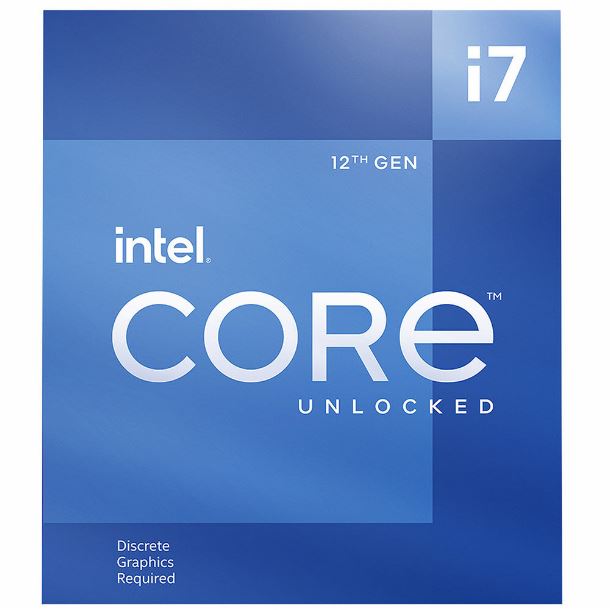 i7
12TH GEN
intel.
CORe™
UNLOCKED
Discrete
Graphics
Required